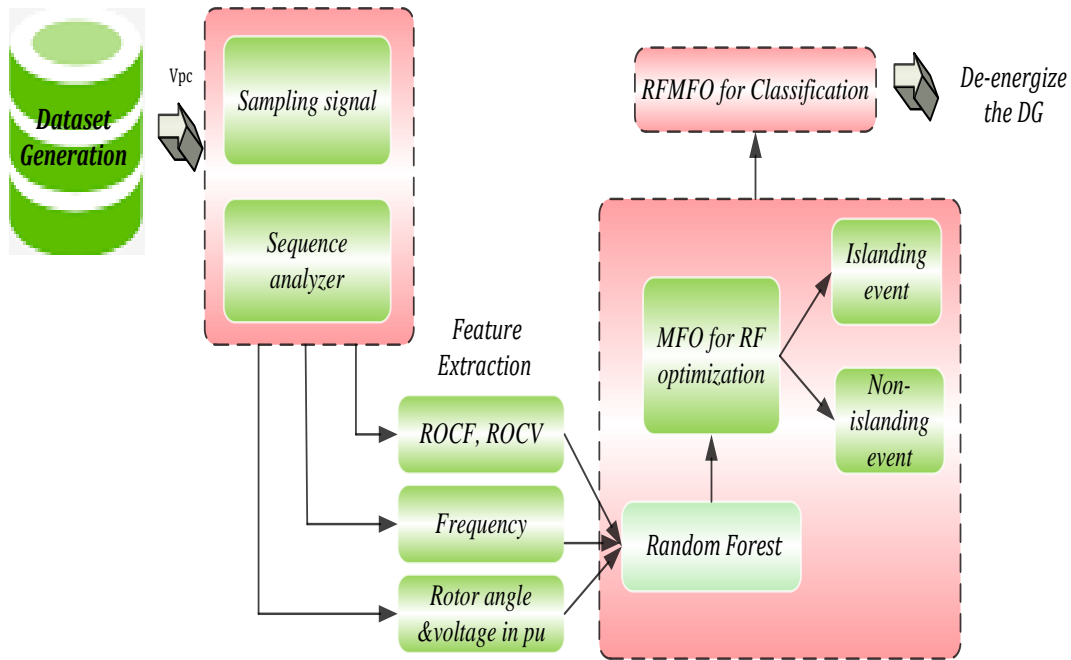 Dataset
Generation
Vpc
Sampling signal
Sequence
analyzer
Feature
Extraction
ROCF, ROCV
Frequency
Rotor angle
&voltage in pu
Random Forest
MFO for RF
optimization
Islanding
event
Non-
islanding
event
RFMFO for Classification
De-energize
the DG